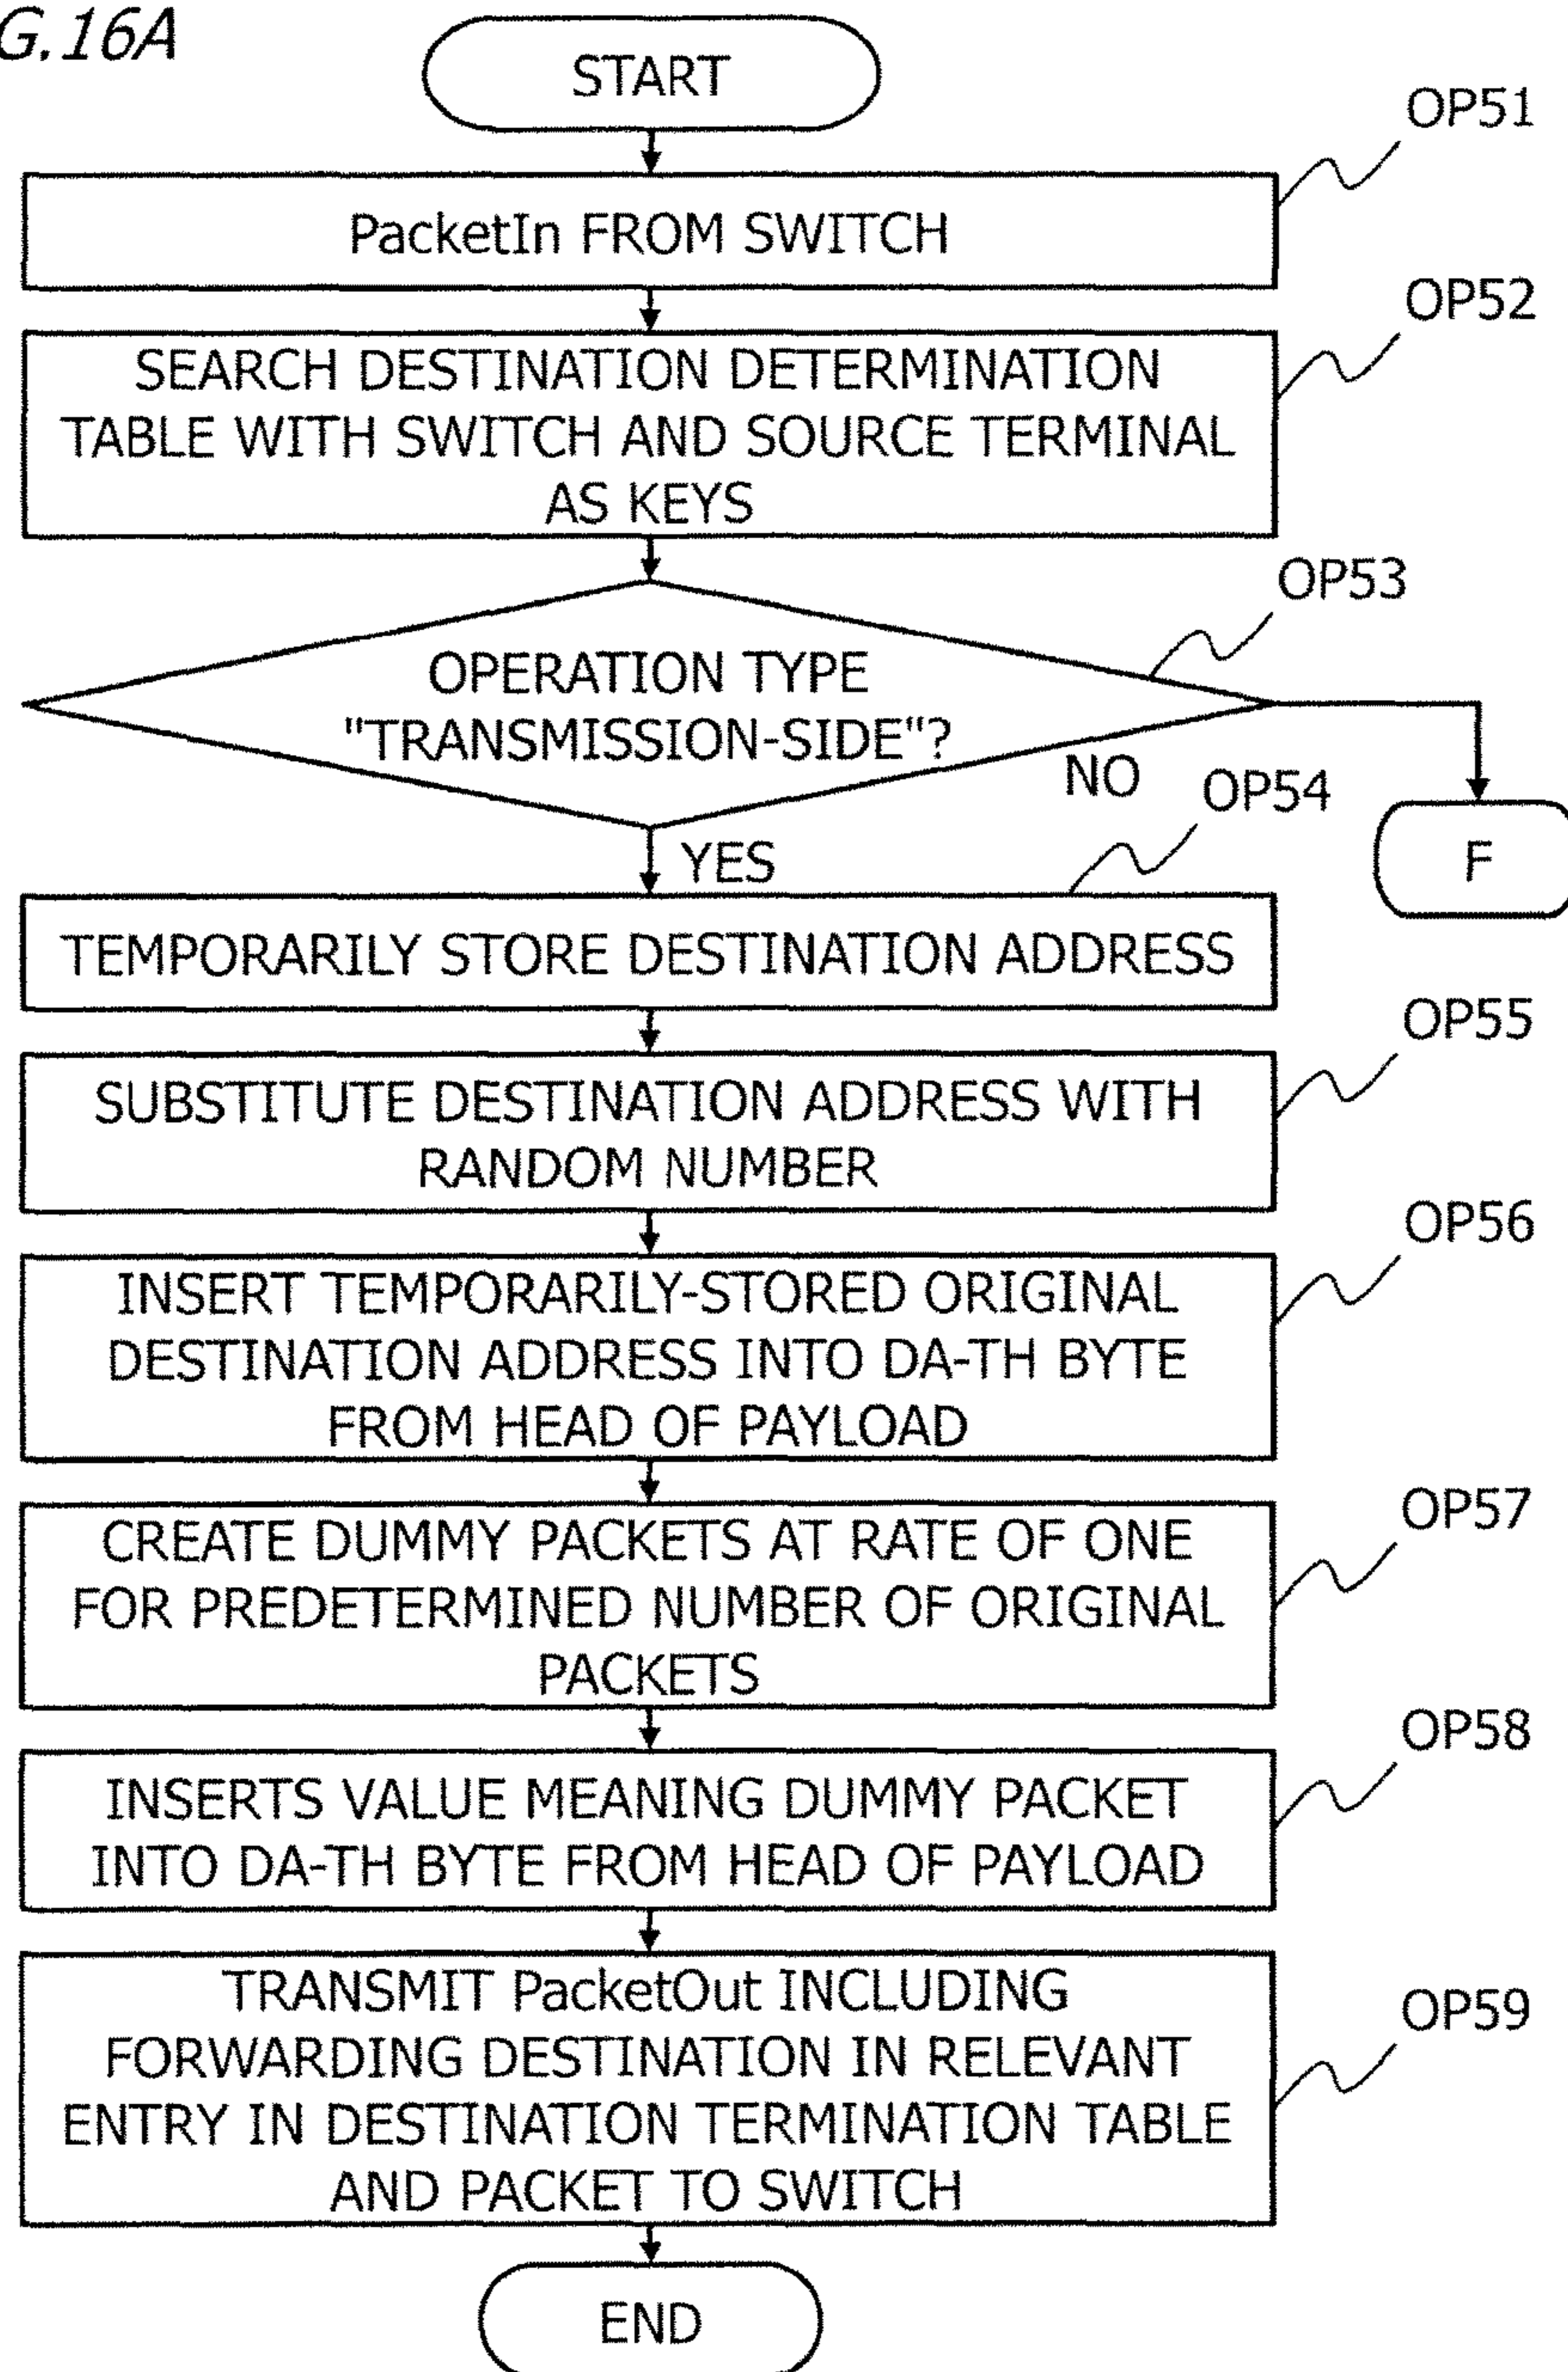 G.16A
START
OP51
PacketIn FROM SWITCH
OP52
SEARCH DESTINATION DETERMINATION
TABLE WITH SWITCH AND SOURCE TERMINAL
AS KEYS
OP53
OPERATION TYPE
"TRANSMISSION-SIDE"?
NO
OP54
F
YES
TEMPORARILY STORE DESTINATION ADDRESS
OP55
SUBSTITUTE DESTINATION ADDRESS WITH
RANDOM NUMBER
OP56
INSERT TEMPORARILY-STORED ORIGINAL
DESTINATION ADDRESS INTO DA-TH BYTE
FROM HEAD OF PAYLOAD
OP57
CREATE DUMMY PACKETS AT RATE OF ONE
FOR PREDETERMINED NUMBER OF ORIGINAL
PACKETS
OP58
INSERTS VALUE MEANING DUMMY PACKET
INTO DA-TH BYTE FROM HEAD OF PAYLOAD
OP59
TRANSMIT PacketOut INCLUDING
FORWARDING DESTINATION IN RELEVANT
ENTRY IN DESTINATION TERMINATION TABLE
AND PACKET TO SWITCH
END